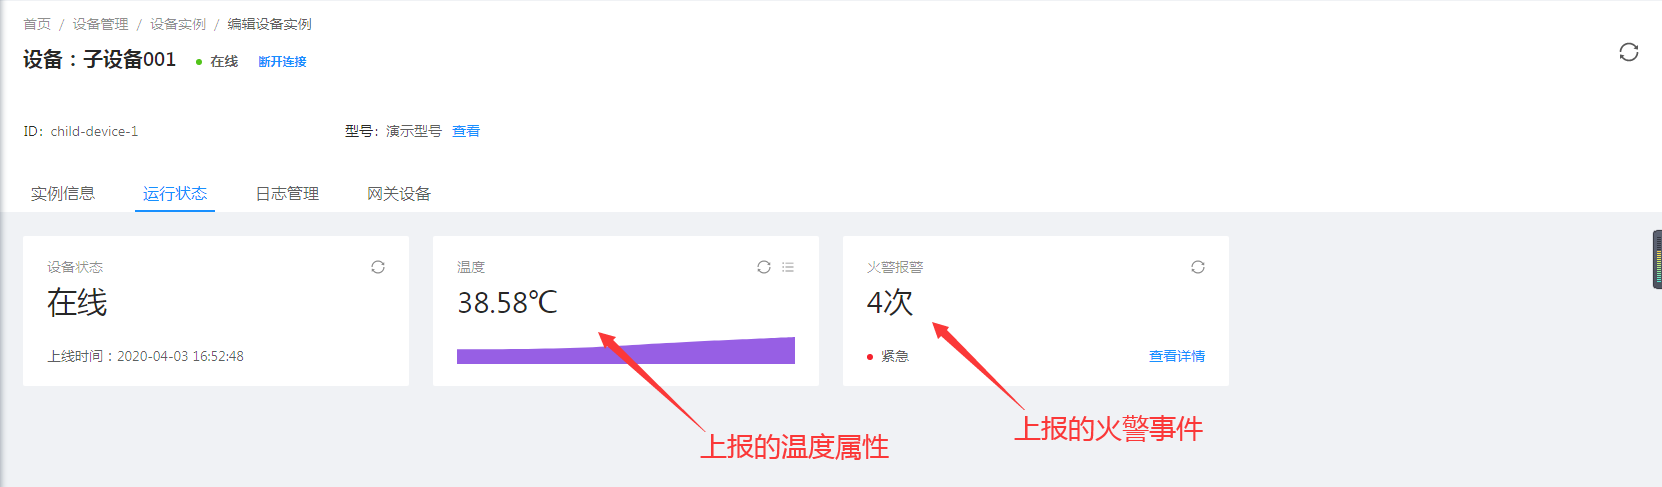 首页 / 设备管理 / 设备实例 / 编辑设备实例
设备：子设备001 在线 断开连接
ID: child-device-1 型号: 演示型号 查看
实例信息 运行状态 日志管理 网关设备
设备状态
在线
上线时间：2020-04-03 16:52:48
温度
38.58℃
火警报警
4次
紧急 查看详情
上报的温度属性
上报的火警事件